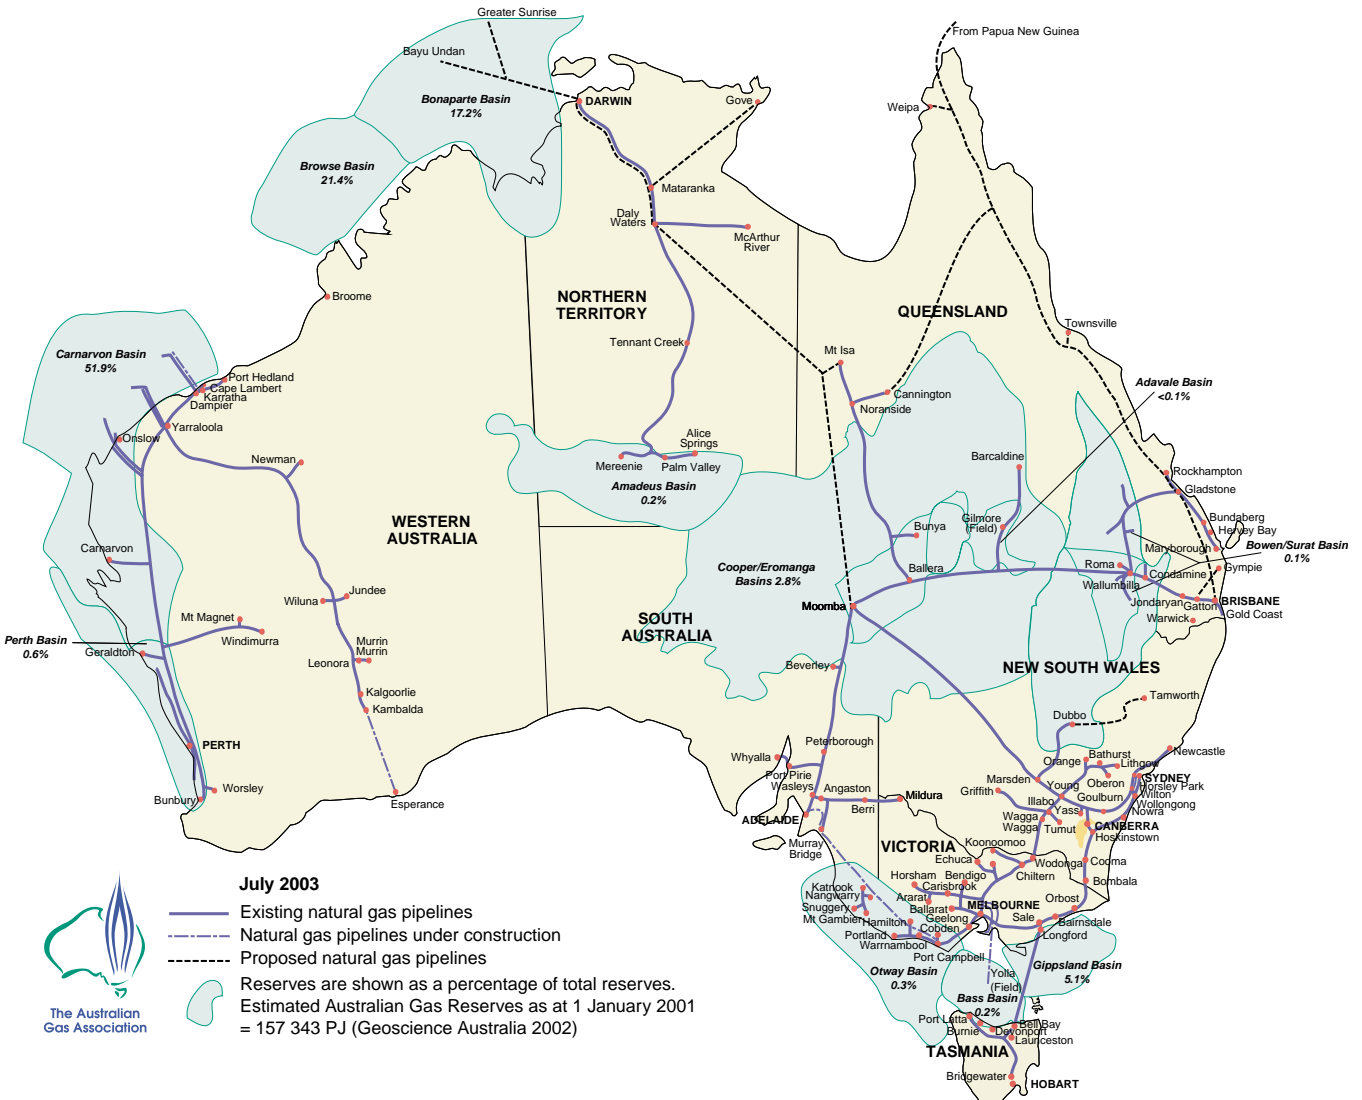 Greater Sunrise
From Papua New Guinea
Bayu Undan
Bonaparte Basin
17.2%
DARWIN
Gove
Weipa
Browse Basin
21.4%
Mataranka
Daly
Waters
McArthur
River
Broome
NORTHERN
TERRITORY
QUEENSLAND
Townsville
Tennant Creek
Mt Isa
Carnarvon Basin
51.9%
Port Hedland
Cape Lambert
Karratha
Dampier
Cannington
Noranside
Adavale Basin
<0.1%
Yarraloola
Onslow
Alice
Springs
Newman
Mereenie
Palm Valley
Barcaldine
Rockhampton
Amadeus Basin
0.2%
Gladstone
WESTERN
AUSTRALIA
Bunya
Gilmore
(Field)
Bundaberg
Hervey Bay
Carnarvon
Maryborough
Bowen/Surat Basin
0.1%
Cooper/Eromanga
Basins 2.8%
Ballera
Roma
Wallumbilla
Condamine
Gympie
Wiluna
Jundee
Moomba
Jondaryan
Gatton
BRISBANE
Gold Coast
Warwick
Mt Magnet
Windimurra
SOUTH
AUSTRALIA
Perth Basin
0.6%
Geraldton
Murrin
Murrin
Leonora
Beverley
NEW SOUTH WALES
Kalgoorlie
Kambalda
Tamworth
Dubbo
PERTH
Peterborough
Newcastle
Whyalla
Port Pirie
Wasleys
Orange
Bathurst
Lithgow
Oberon
SYDNEY
Horsley Park
Wilton
Wollongong
Nowra
Worsley
Bunbury
Esperance
Marsden
Griffith
Young
Goulburn
Angaston
Berri
Mildura
Illabo
Yass
ADELAIDE
Wagga
Wagga
Tumut
CANBERRA
Hoskinstown
Murray
Bridge
VICTORIA
Koonoomoo
Echuca
Wodonga
Chiltern
Cooma
Bombala
Horsham
Bendigo
Carisbrook
Katnook
Nangwarry
Snuggery
Mt Gambier
Ararat
Ballarat
MELBOURNE
Orbost
Hamilton
Geelong
Cobden
Sale
Bairnsdale
Longford
Portland
Warrnambool
Port Campbell
Otway Basin
0.3%
Yolla
(Field)
Gippsland Basin
5.1%
Bass Basin
0.2%
Port Latta
Burnie
Devonport
Bell Bay
Launceston
TASMANIA
Bridgewater
HOBART
July 2003
Existing natural gas pipelines
Natural gas pipelines under construction
Proposed natural gas pipelines
Reserves are shown as a percentage of total reserves.
Estimated Australian Gas Reserves as at 1 January 2001
= 157 343 PJ (Geoscience Australia 2002)
The Australian
Gas Association